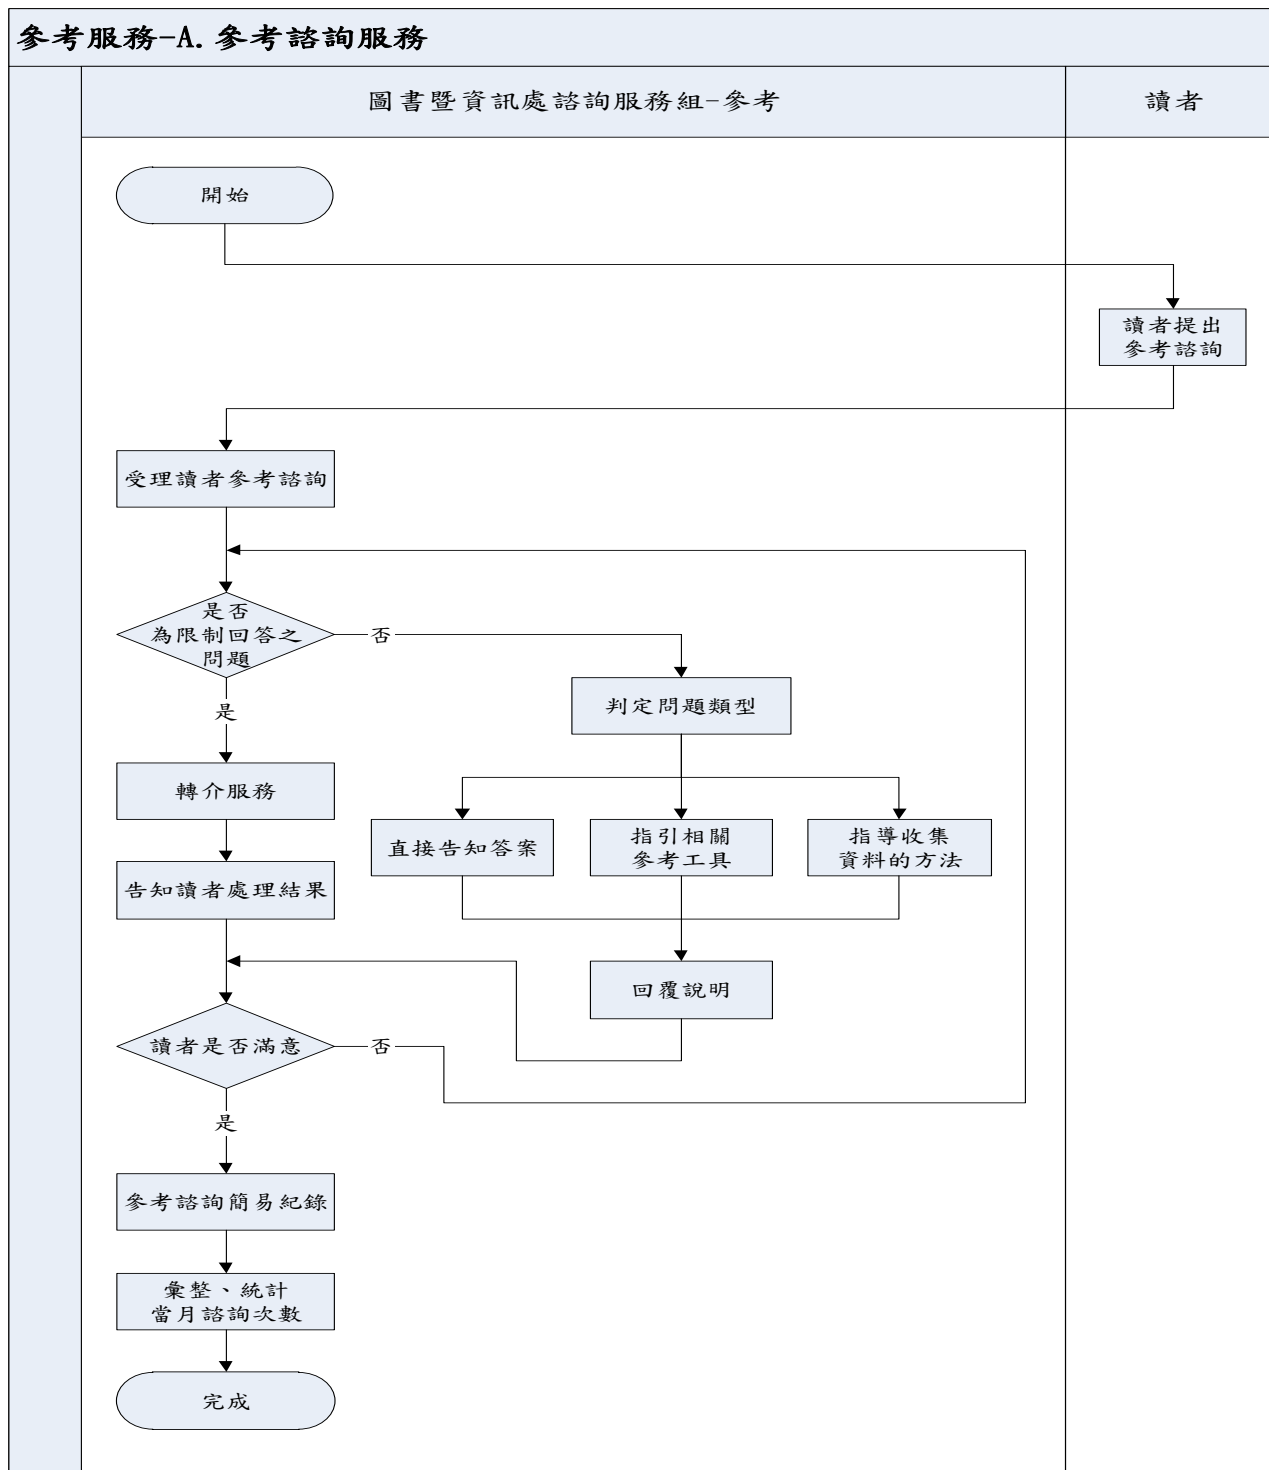 參考服務-A.參考諮詢服務
圖書暨資訊處諮詢服務組-參考
讀者
開始
讀者提出
參考諮詢
受理讀者參考諮詢
是否
為限制回答之
問題
否
是
判定問題類型
轉介服務
直接告知答案
指引相關
參考工具
指導收集
資料的方法
告知讀者處理結果
回覆說明
讀者是否滿意
否
是
參考諮詢簡易紀錄
彙整、統計
當月諮詢次數
完成